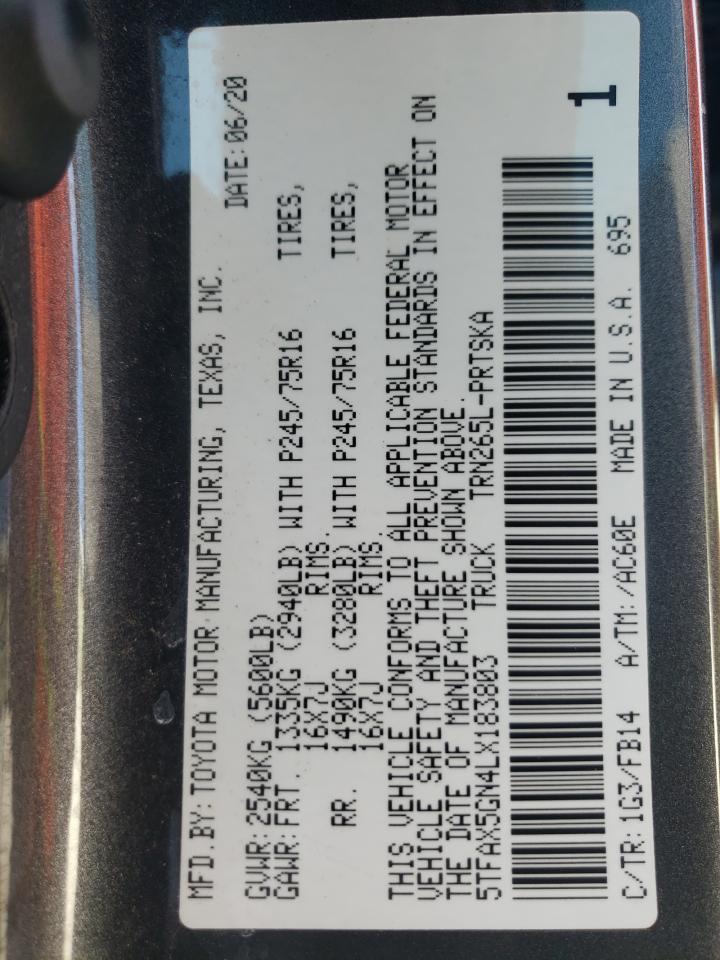 MFD.BY: TOYOTA MOTOR MANUFACTURING, TEXAS, INC.
DATE: 06/20
GVWR: 2540KG (5600LB)
GAWR: FRT. 1335KG (2940LB) WITH P245/75R16 TIRES,
16X7J RIMS.
RR. 1490KG (3280LB) WITH P245/75R16 TIRES,
16X7J RIMS
THIS VEHICLE CONFORMS TO ALL APPLICABLE FEDERAL MOTOR
VEHICLE SAFETY AND THEFT PREVENTION STANDARDS IN EFFECT ON
THE DATE OF MANUFACTURE SHOWN ABOVE.
5TFAX5GN4LX183803 TRUCK TRN265L-PRTSKA
1
C/TR: 1G3/FB14 A/TM: /AC60E MADE IN U.S.A. 695